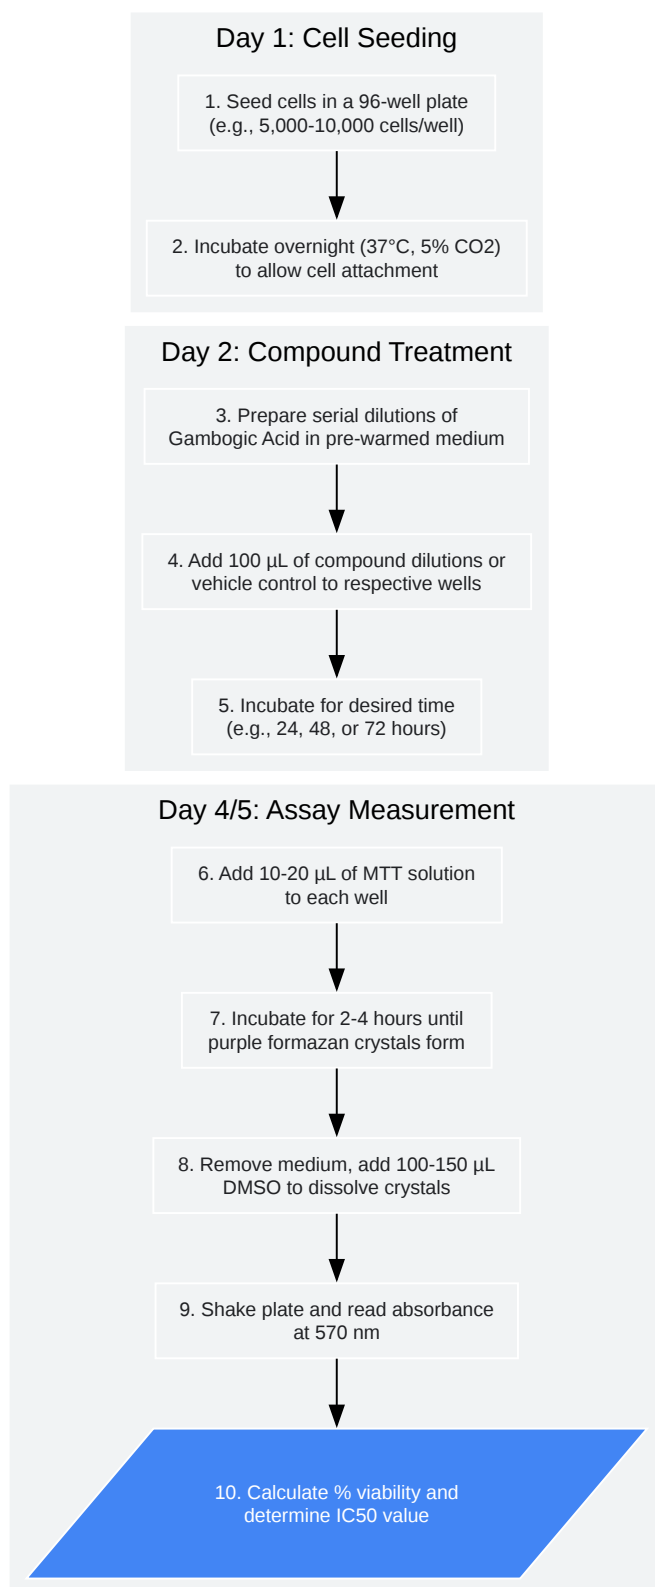 Day 1: Cell Seeding
1. Seed cells in a 96-well plate
(e.g., 5,000-10,000 cells/well)
2. Incubate overnight (37°C, 5% CO2)
to allow cell attachment
Day 2: Compound Treatment
3. Prepare serial dilutions of
Gambogic Acid in pre-warmed medium
4. Add 100 µL of compound dilutions or
vehicle control to respective wells
5. Incubate for desired time
(e.g., 24, 48, or 72 hours)
Day 4/5: Assay Measurement
6. Add 10-20 µL of MTT solution
to each well
7. Incubate for 2-4 hours until
purple formazan crystals form
8. Remove medium, add 100-150 µL
DMSO to dissolve crystals
9. Shake plate and read absorbance
at 570 nm
10. Calculate % viability and
determine IC50 value